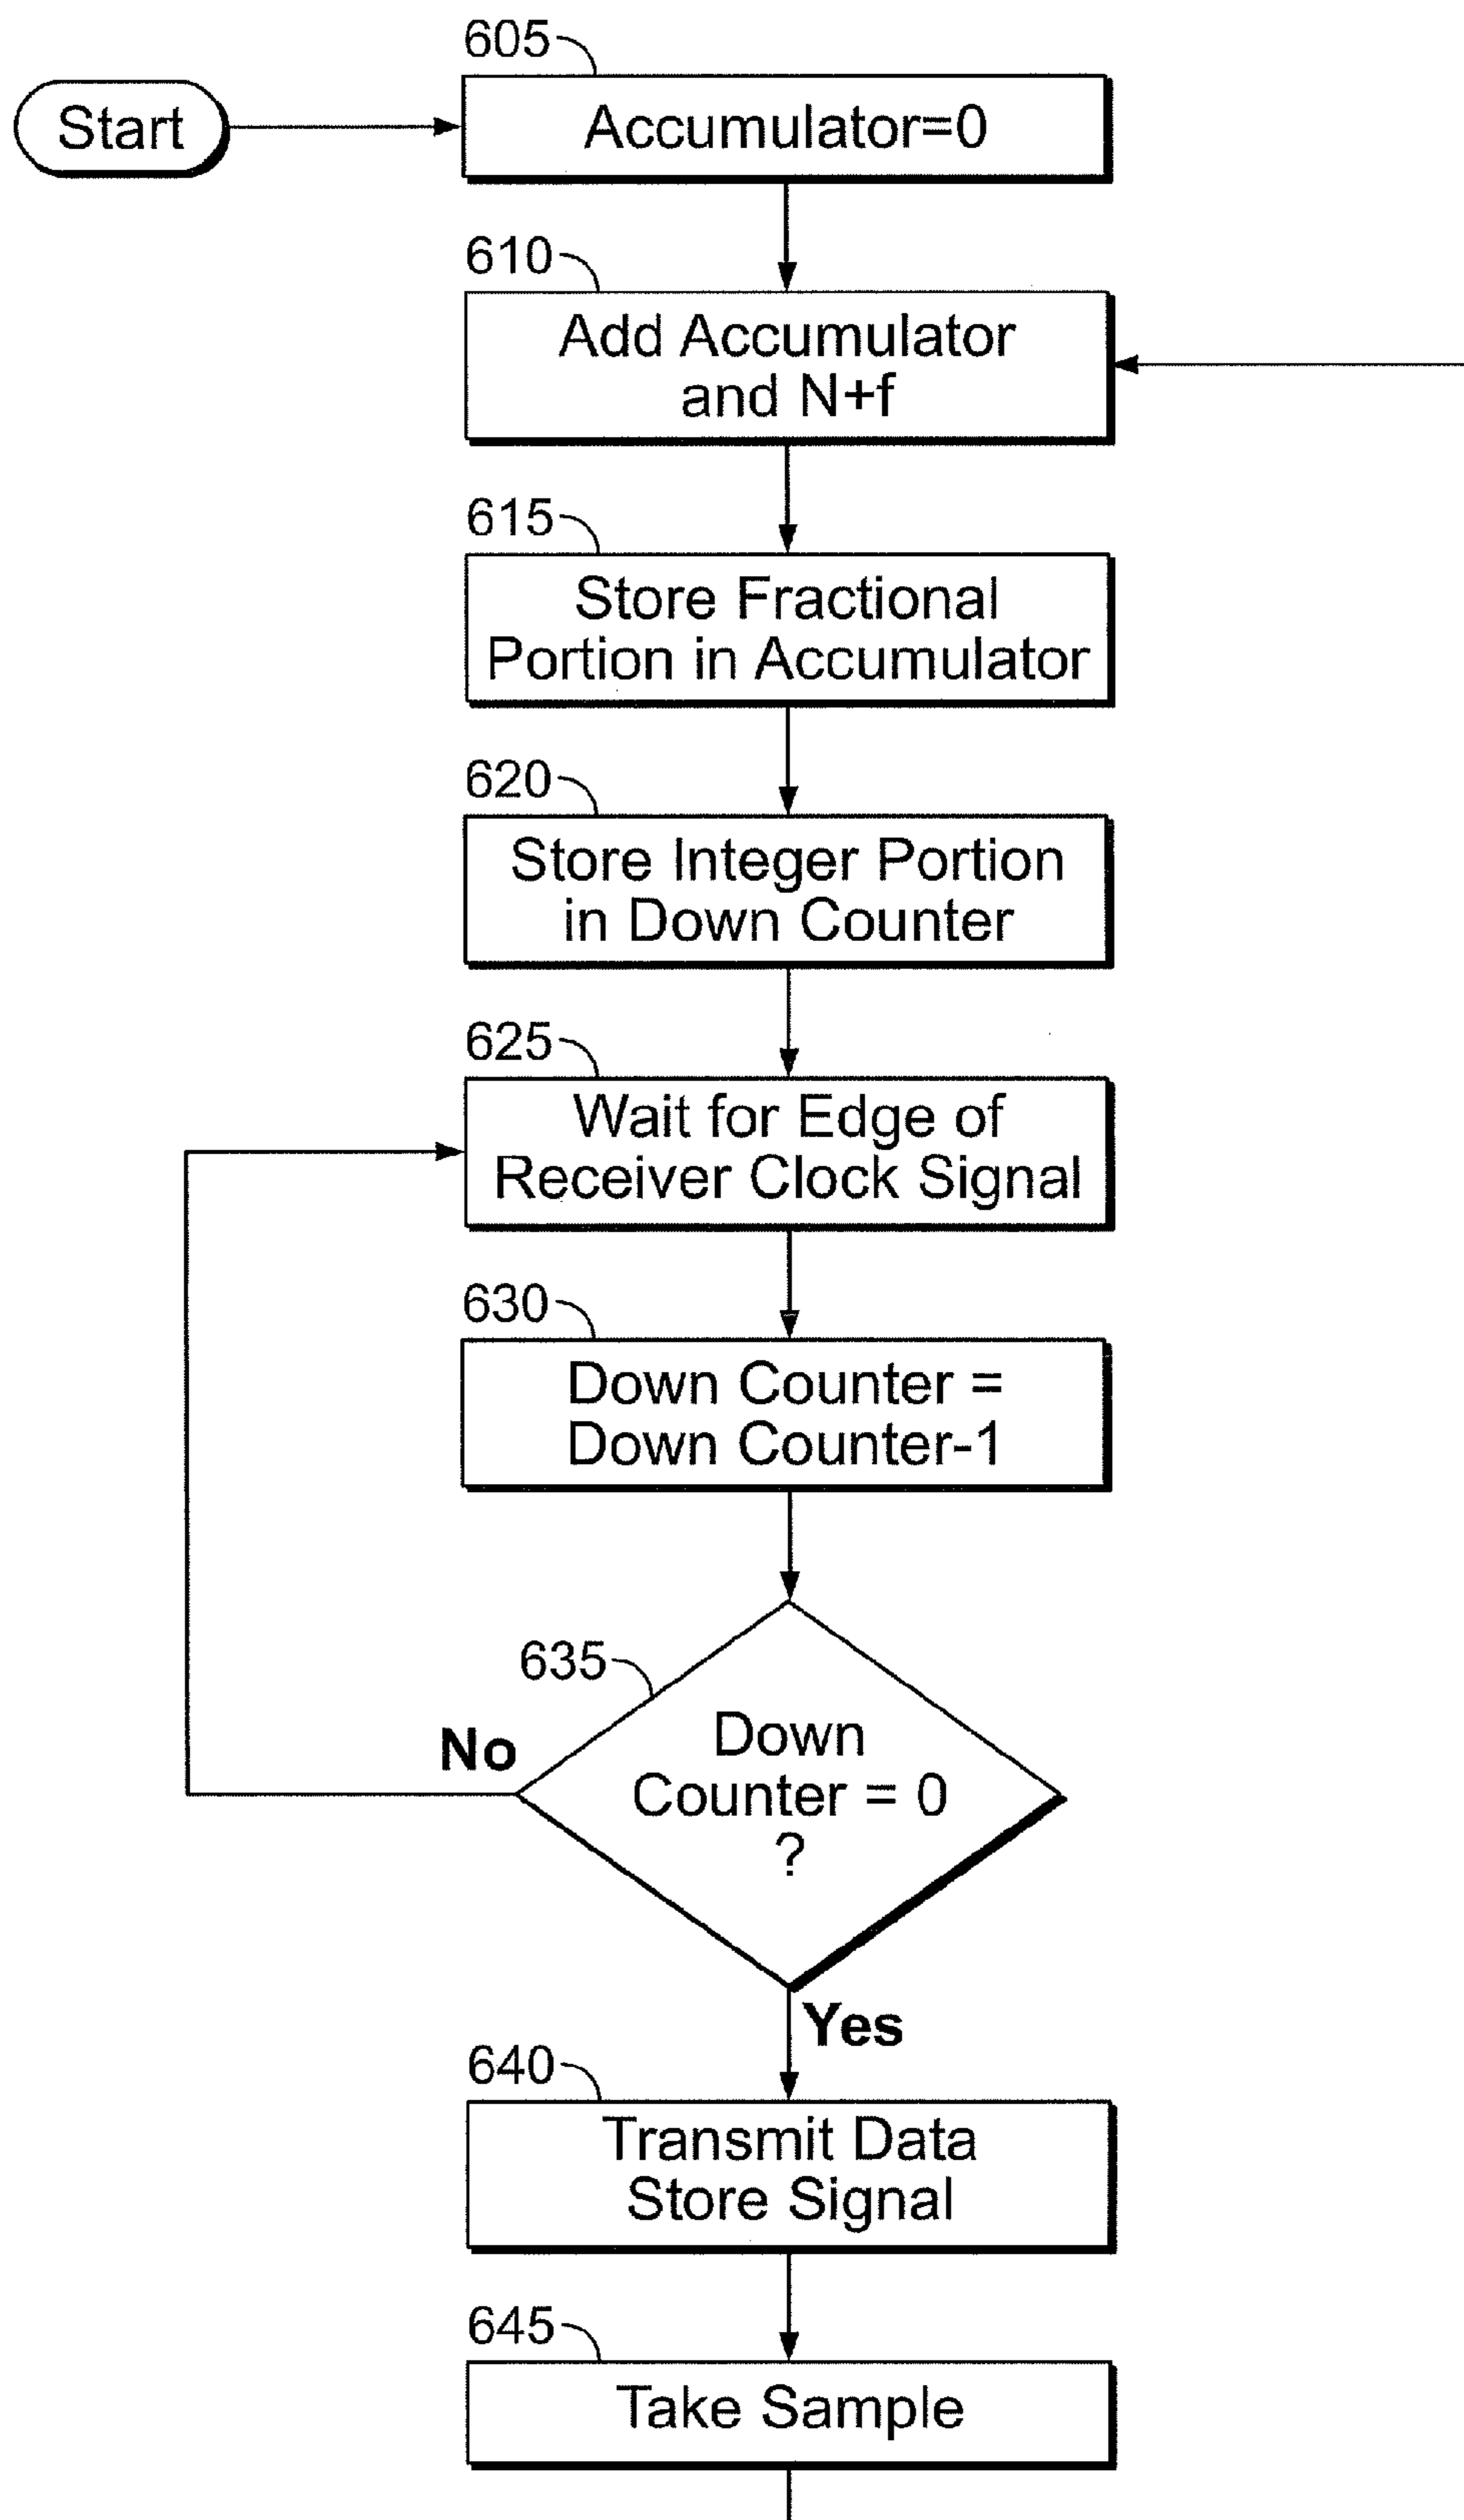 605
Start
Accumulator=0
610
Add Accumulator
and N+f
615
Store Fractional
Portion in Accumulator
620
Store Integer Portion
in Down Counter
625
Wait for Edge of
Receiver Clock Signal
630
Down Counter =
Down Counter-1
635
No
Down
Counter = 0
?
Yes
640
Transmit Data
Store Signal
645
Take Sample